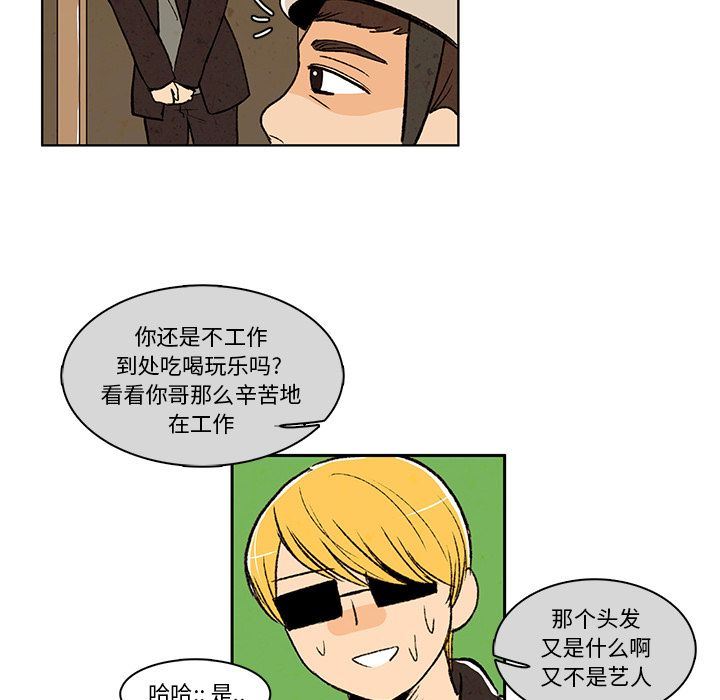 你还是不工作
到处吃喝玩乐吗?
看看你哥那么辛苦地
在工作
那个头发
又是什么啊
又不是艺人
哈哈;; 是..